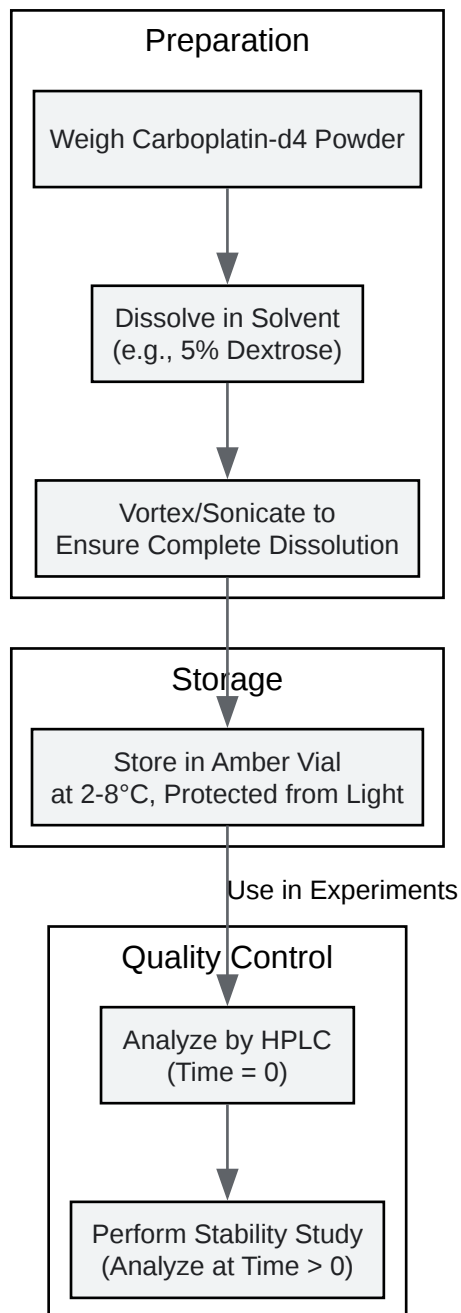 Preparation
Weigh Carboplatin-d4 Powder
Dissolve in Solvent
(e.g., 5% Dextrose)
Vortex/Sonicate to
Ensure Complete Dissolution
Storage
Store in Amber Vial
at 2-8°C, Protected from Light
Use in Experiments
Quality Control
Analyze by HPLC
(Time = 0)
Perform Stability Study
(Analyze at Time > 0)